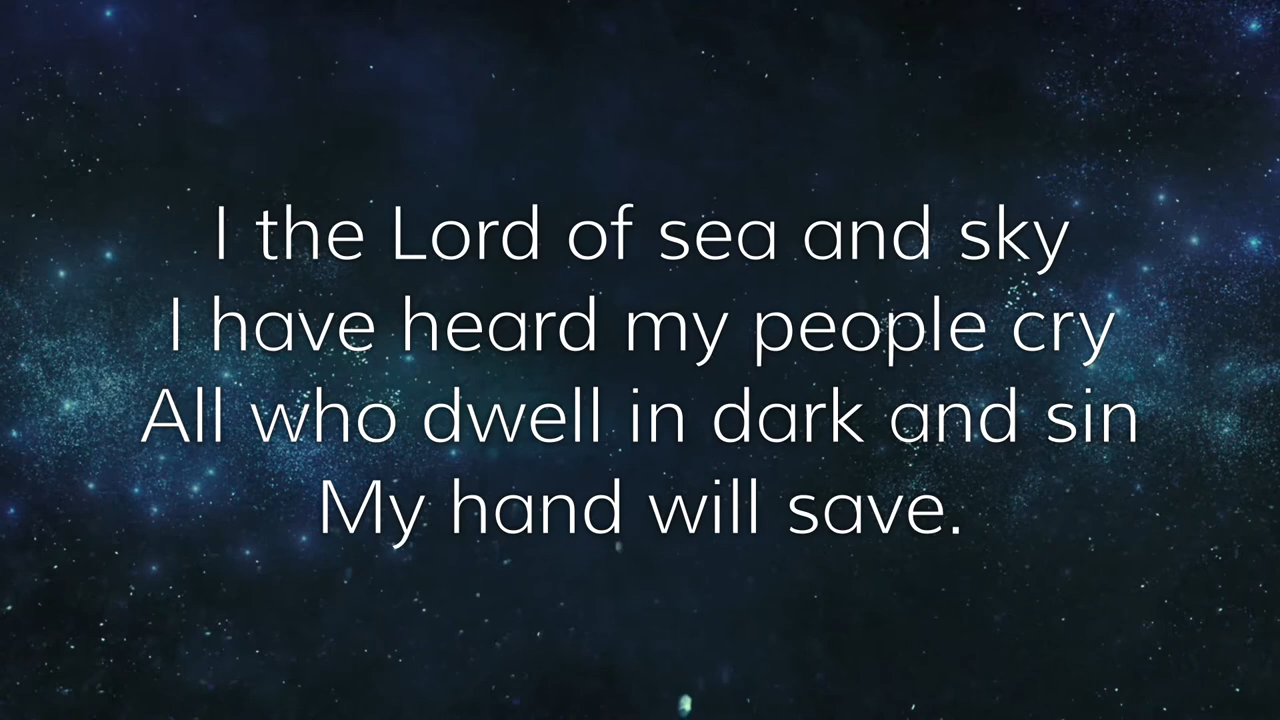 I the Lord of sea and sky
I have heard my people cry
All who dwell in dark and sin
My hand will save.